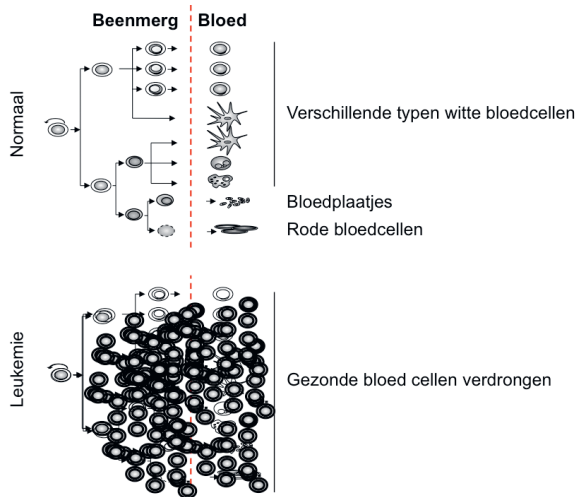 Beenmerg Bloed
Normaal
Verschillende typen witte bloedcellen
Bloedplaatjes
Rode bloedcellen
Leukemie
Gezonde bloed cellen verdrongen